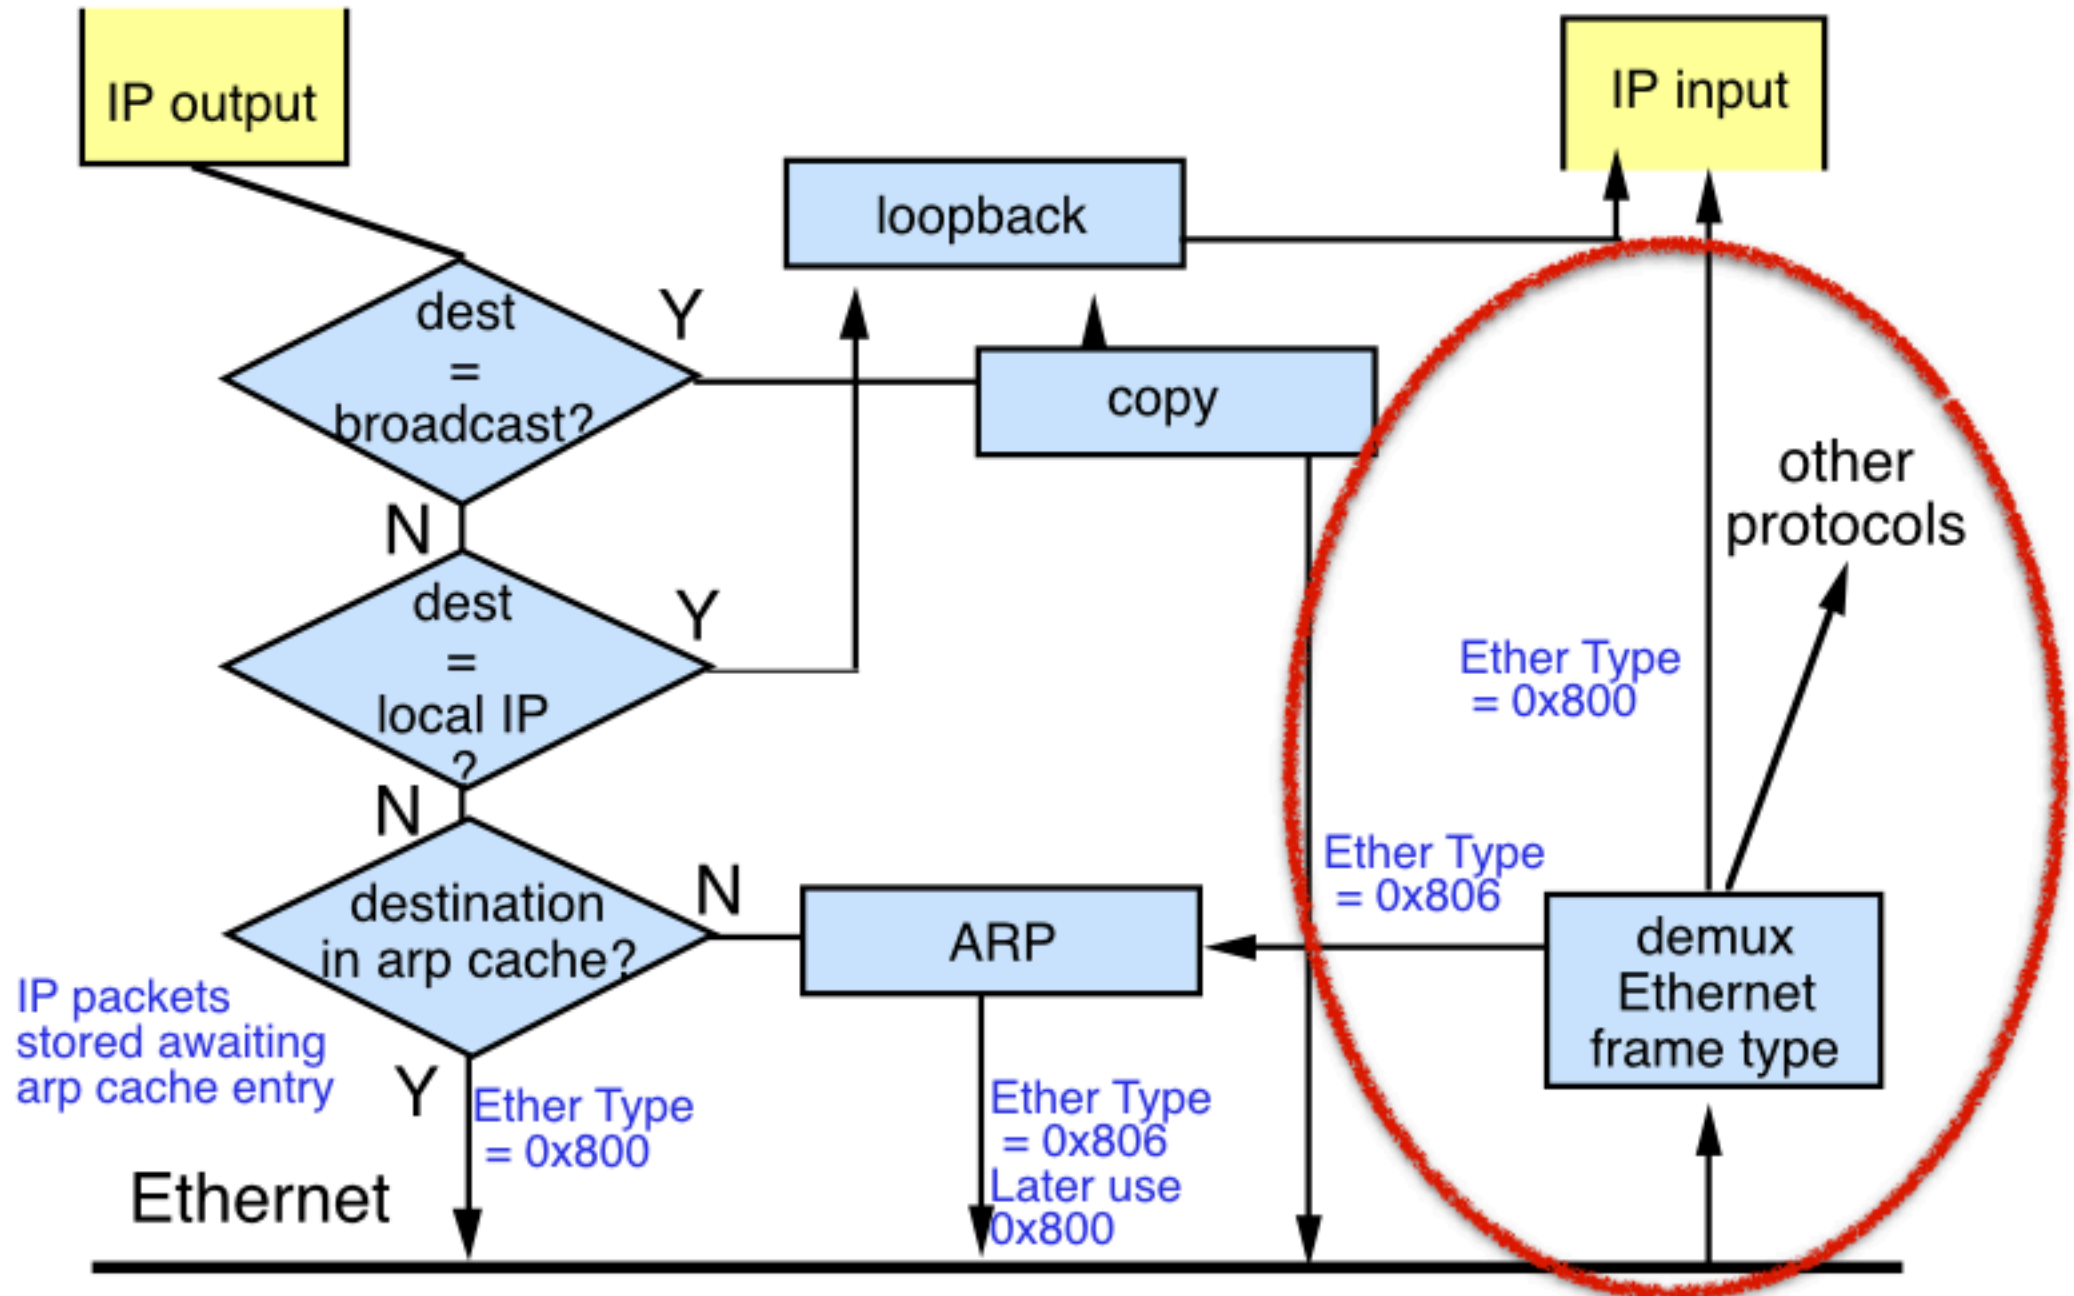 IP output
IP input
loopback
dest
=
broadcast?
Y
copy
N
other
protocols
dest
=
local IP
?
Y
Ether Type
= 0x800
N
destination
in arp cache?
N
ARP
Ether Type
= 0x806
demux
Ethernet
frame type
IP packets
stored awaiting
arp cache entry
Y
Ether Type
= 0x800
Ether Type
= 0x806
Later use
0x800
Ethernet